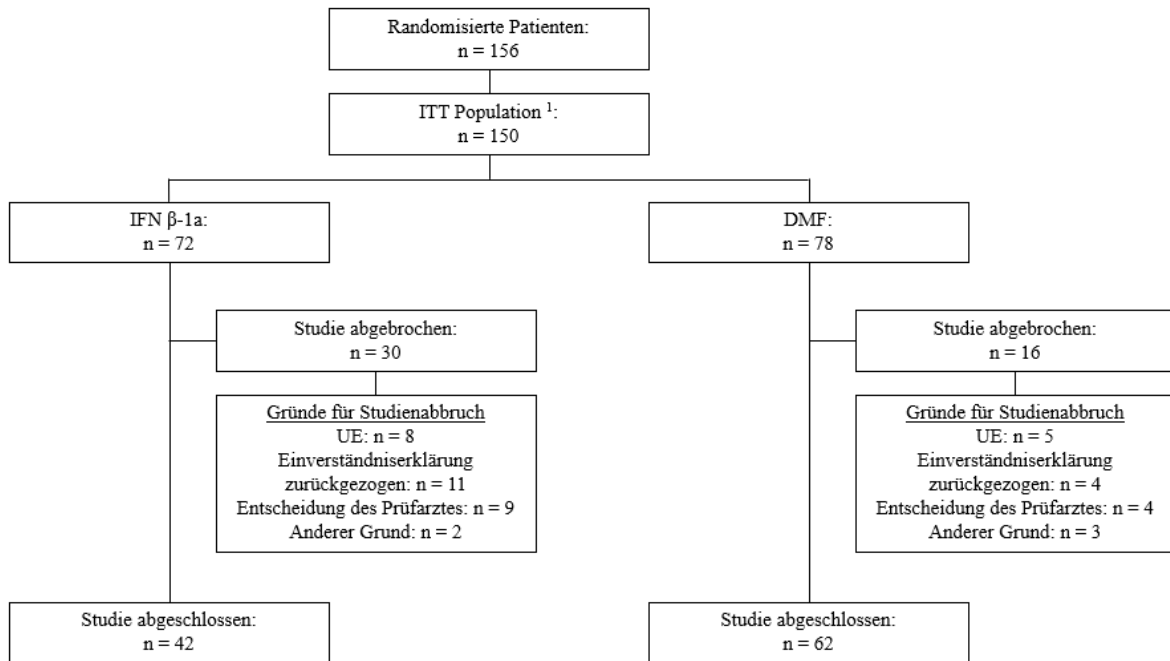 Randomisierte Patienten:
n = 156
ITT Population ¹:
n = 150
IFN β-1a:
n = 72
DMF:
n = 78
Studie abgebrochen:
n = 30
Studie abgebrochen:
n = 16
Gründe für Studienabbruch
UE: n = 8
Einverständniserklärung
zurückgezogen: n = 11
Entscheidung des Prüfarztes: n = 9
Anderer Grund: n = 2
Gründe für Studienabbruch
UE: n = 5
Einverständniserklärung
zurückgezogen: n = 4
Entscheidung des Prüfarztes: n = 4
Anderer Grund: n = 3
Studie abgeschlossen:
n = 42
Studie abgeschlossen:
n = 62